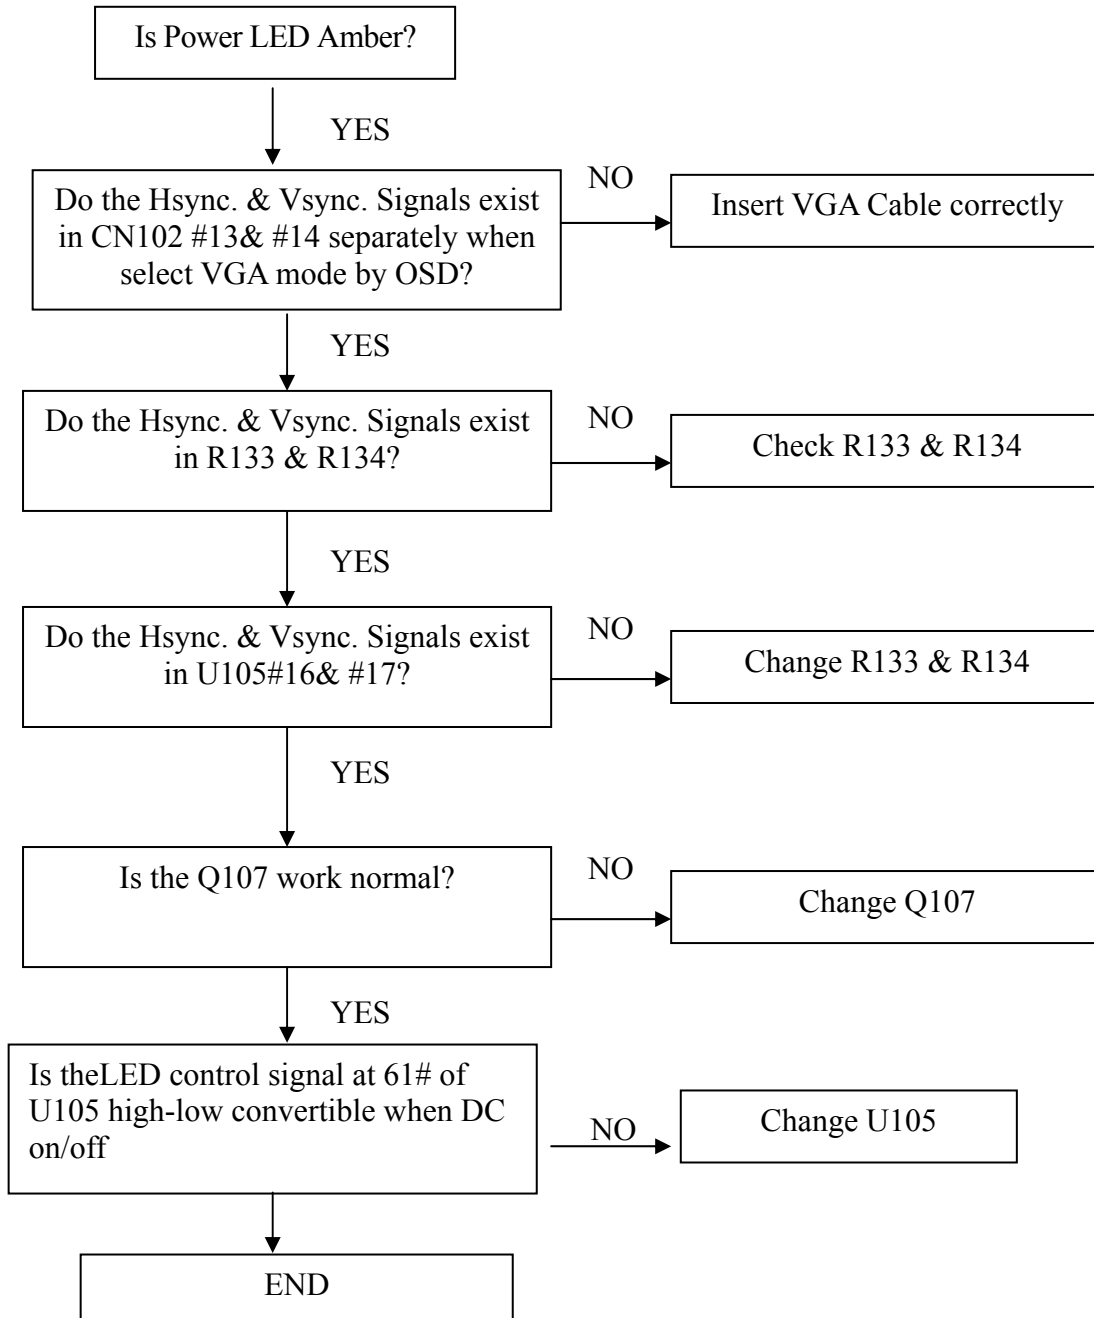 Is Power LED Amber?
YES
Do the Hsync. & Vsync. Signals exist
in CN102 #13& #14 separately when
select VGA mode by OSD?
NO
Insert VGA Cable correctly
YES
Do the Hsync. & Vsync. Signals exist
in R133 & R134?
NO
Check R133 & R134
YES
Do the Hsync. & Vsync. Signals exist
in U105#16& #17?
NO
Change R133 & R134
YES
Is the Q107 work normal?
NO
Change Q107
YES
Is theLED control signal at 61# of
U105 high-low convertible when DC
on/off
NO
Change U105
END